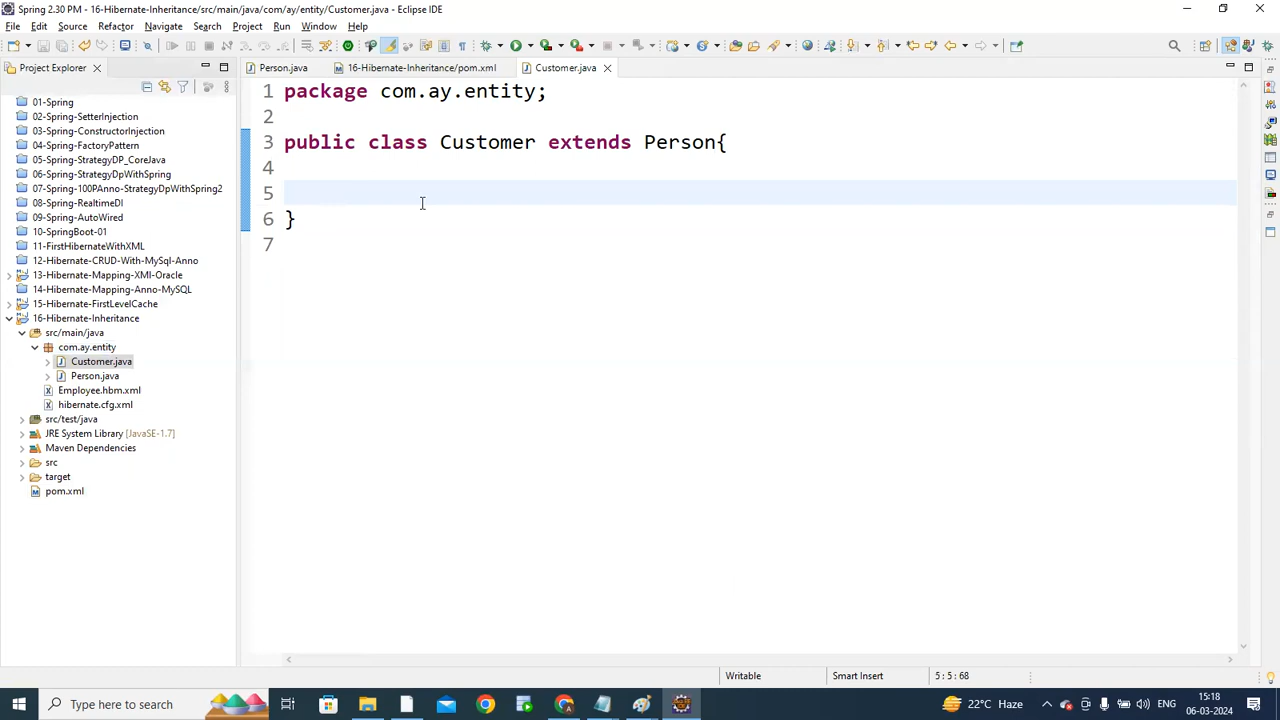 Spring 2.30 PM - 16-Hibernate-Inheritance/src/main/java/com/ay/entity/Customer.java - Eclipse IDE
File Edit Source Refactor Navigate Search Project Run Window Help
Project Explorer
Person.java 16-Hibernate-Inheritance/pom.xml Customer.java
01-Spring
02-SetterInjection
03-ConstructorInjection
04-FactoryPattern
05-StrategyDP_CoreJava
06-StrategyDpWithSpring
07-Spring-100PAnno-StrategyDpWithSpring2
08-Spring-RealtimeDI
09-Spring-AutoWired
10-SpringBoot-01
11-FirstHibernateWithXML
12-Hibernate-CRUD-With-MySql-Anno
13-Hibernate-Mapping-XMl-Oracle
14-Hibernate-Mapping-Anno-MySQL
15-Hibernate-FirstLevelCache
16-Hibernate-Inheritance
src/main/java
com.ay.entity
Customer.java
Person.java
Employee.hbm.xml
hibernate.cfg.xml
src/test/java
JRE System Library [JavaSE-1.7]
Maven Dependencies
src
target
pom.xml
1 package com.ay.entity;
2
3 public class Customer extends Person{
4
5
6 }
7
Writable Smart Insert 5 : 5 : 68
Type here to search
22°C Haze
ENG
15:18
06-03-2024